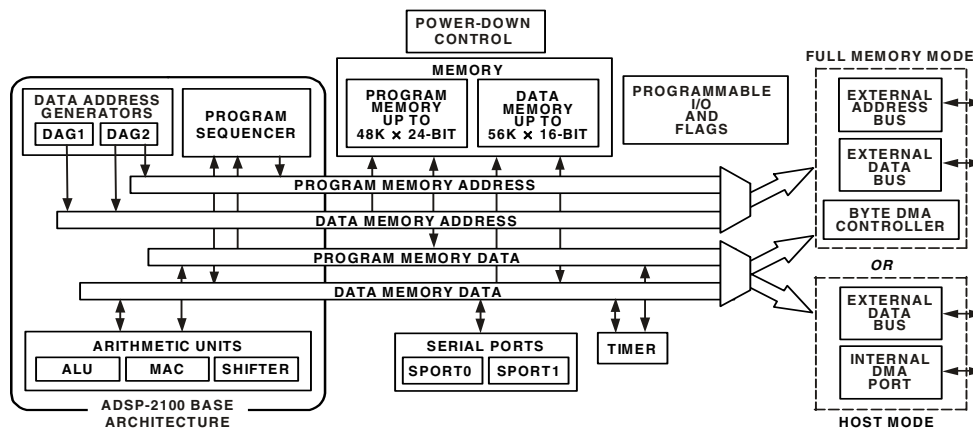 POWER-DOWN
CONTROL
FULL MEMORY MODE
MEMORY
DATA ADDRESS
GENERATORS
DAG1
DAG2
PROGRAM
SEQUENCER
PROGRAM
MEMORY
UP TO
48K × 24-BIT
DATA
MEMORY
UP TO
56K × 16-BIT
PROGRAMMABLE
I/O
AND
FLAGS
EXTERNAL
ADDRESS
BUS
EXTERNAL
DATA
BUS
BYTE DMA
CONTROLLER
PROGRAM MEMORY ADDRESS
DATA MEMORY ADDRESS
PROGRAM MEMORY DATA
DATA MEMORY DATA
OR
EXTERNAL
DATA
BUS
INTERNAL
DMA
PORT
HOST MODE
ARITHMETIC UNITS
ALU
MAC
SHIFTER
SERIAL PORTS
SPORT0
SPORT1
TIMER
ADSP-2100 BASE
ARCHITECTURE